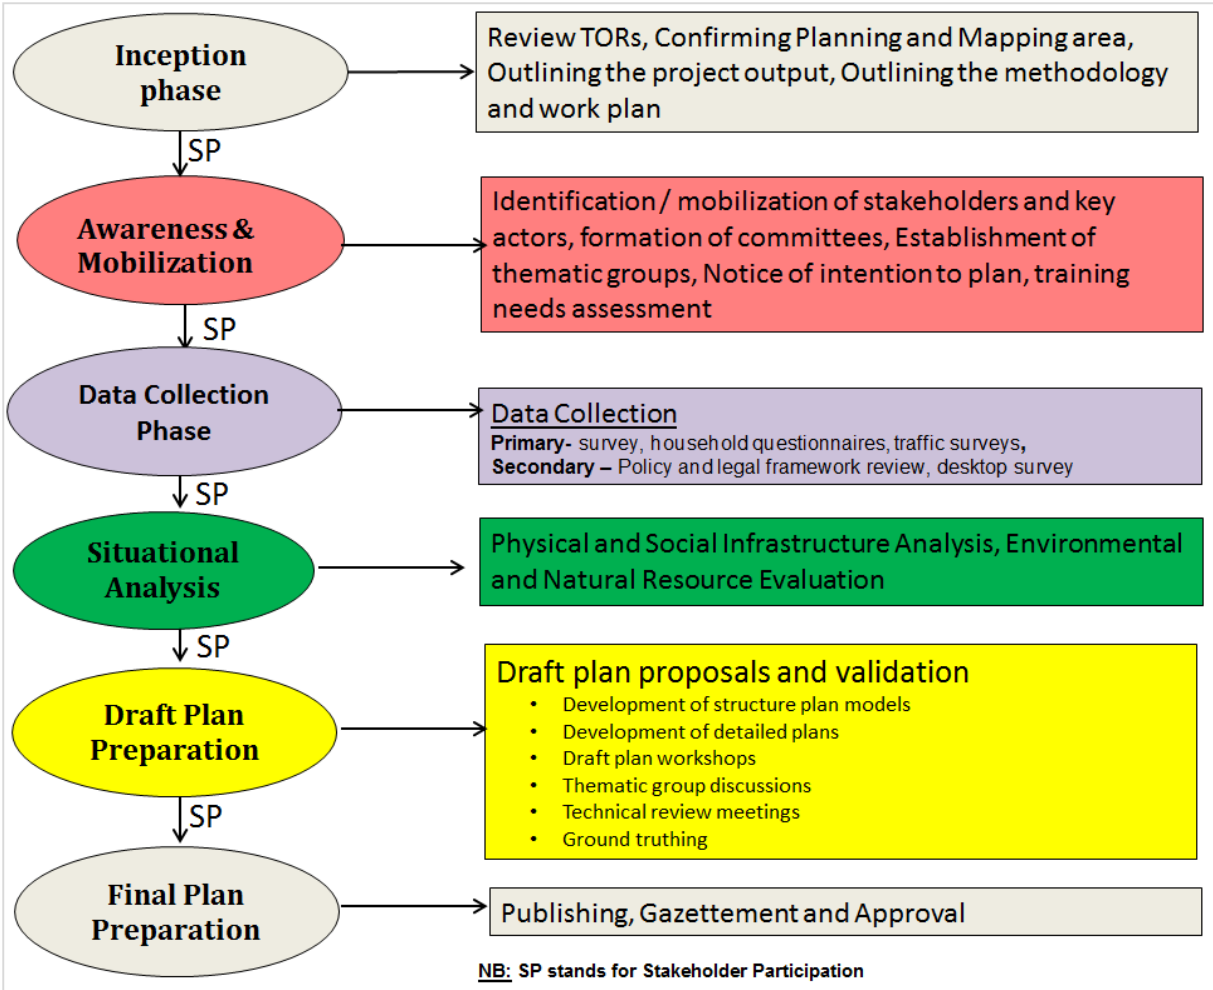 Inception
phase
Review TORs, Confirming Planning and Mapping area,
Outlining the project output, Outlining the methodology
and work plan
SP
Awareness &
Mobilization
Identification / mobilization of stakeholders and key
actors, formation of committees, Establishment of
thematic groups, Notice of intention to plan, training
needs assessment
SP
Data Collection
Phase
Data Collection
Primary- survey, household questionnaires, traffic surveys,
Secondary – Policy and legal framework review, desktop survey
SP
Situational
Analysis
Physical and Social Infrastructure Analysis, Environmental
and Natural Resource Evaluation
SP
Draft Plan
Preparation
Draft plan proposals and validation
• Development of structure plan models
• Development of detailed plans
• Draft plan workshops
• Thematic group discussions
• Technical review meetings
• Ground truthing
SP
Final Plan
Preparation
Publishing, Gazettement and Approval
NB: SP stands for Stakeholder Participation